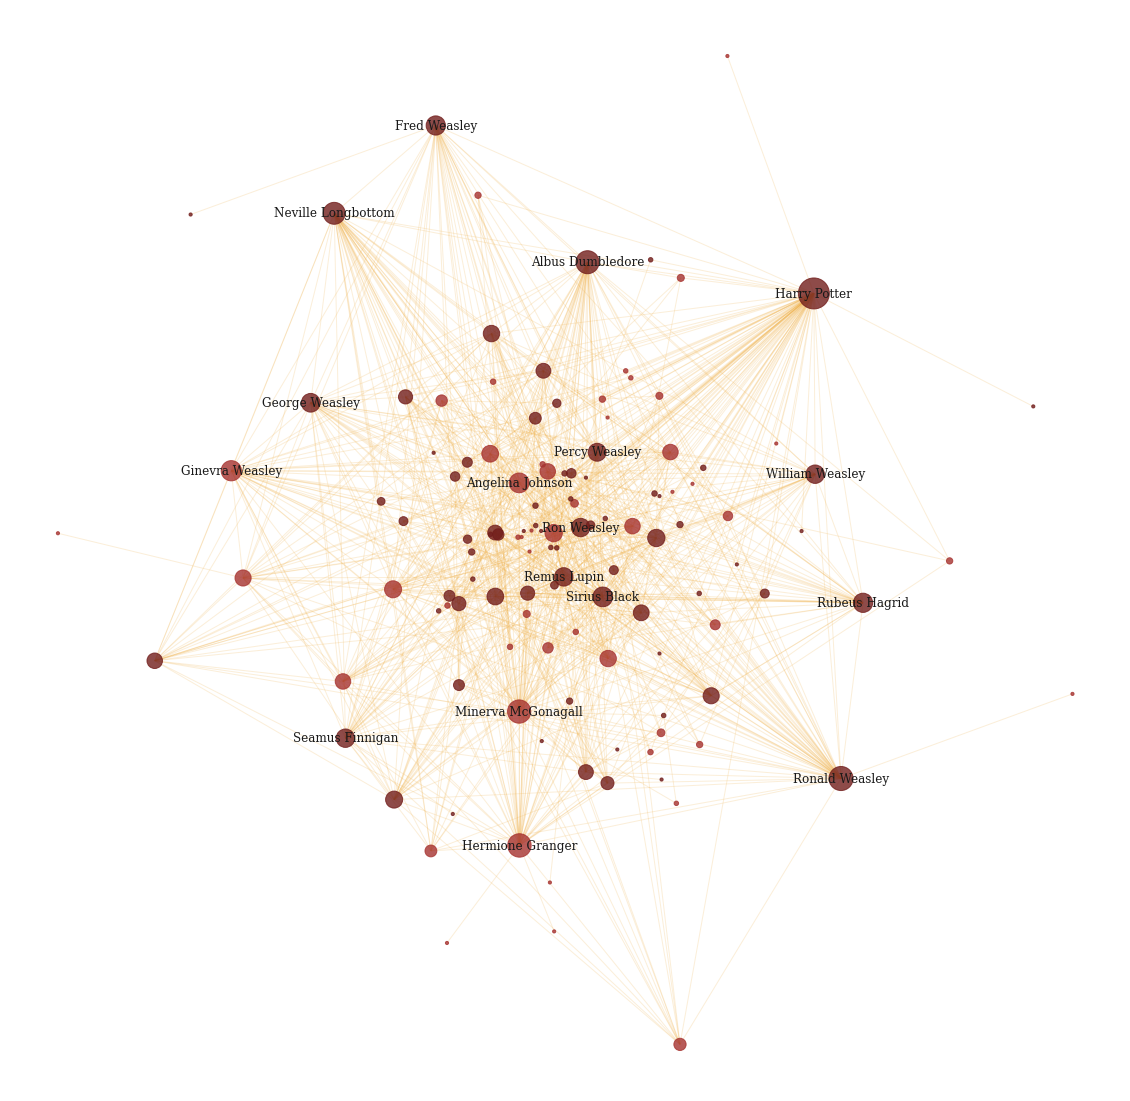 Fred Weasley
Neville Longbottom
Albus Dumbledore
Harry Potter
George Weasley
Percy Weasley
Ginevra Weasley
William Weasley
Angelina Johnson
Ron Weasley
Remus Lupin
Sirius Black
Rubeus Hagrid
Minerva McGonagall
Seamus Finnigan
Ronald Weasley
Hermione Granger